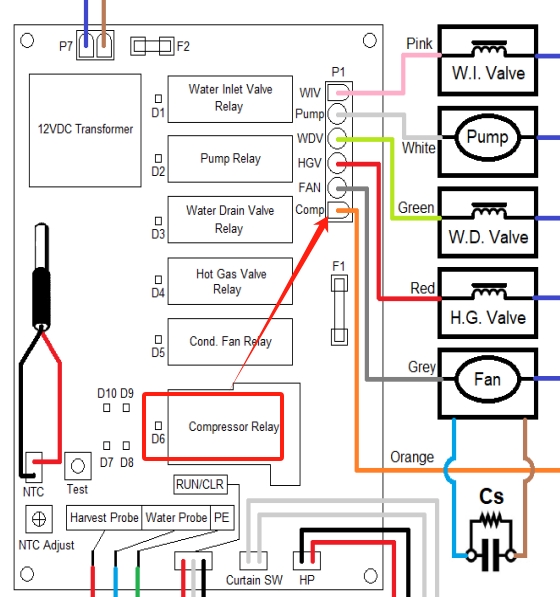 P7
F2
P1
Pink
W.I. Valve
12VDC Transformer
D1
Water Inlet Valve
Relay
WIV
Pump
WDV
HGV
FAN
Comp
White
Pump
D2
Pump Relay
D3
Water Drain Valve
Relay
Green
W.D. Valve
D4
Hot Gas Valve
Relay
F1
Red
H.G. Valve
D5
Cond. Fan Relay
Grey
Fan
D10 D9
D7 D8
D6
Compressor Relay
Orange
NTC
Test
RUN/CLR
Cs
NTC Adjust
Harvest Probe
Water Probe
PE
Curtain SW
HP